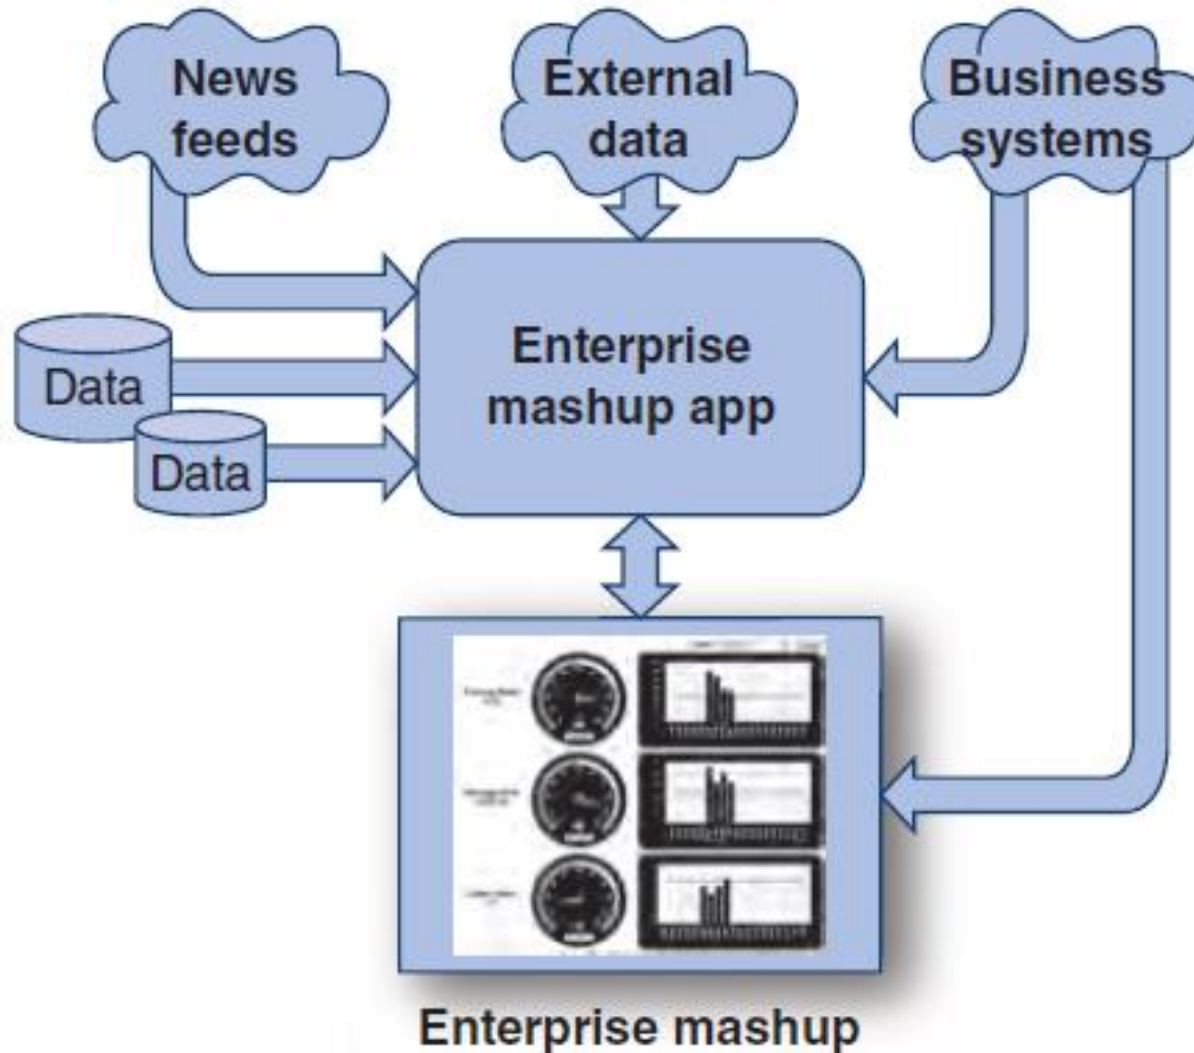 News
feeds
External
data
Business
systems
Data
Data
Enterprise
mashup app
Enterprise mashup